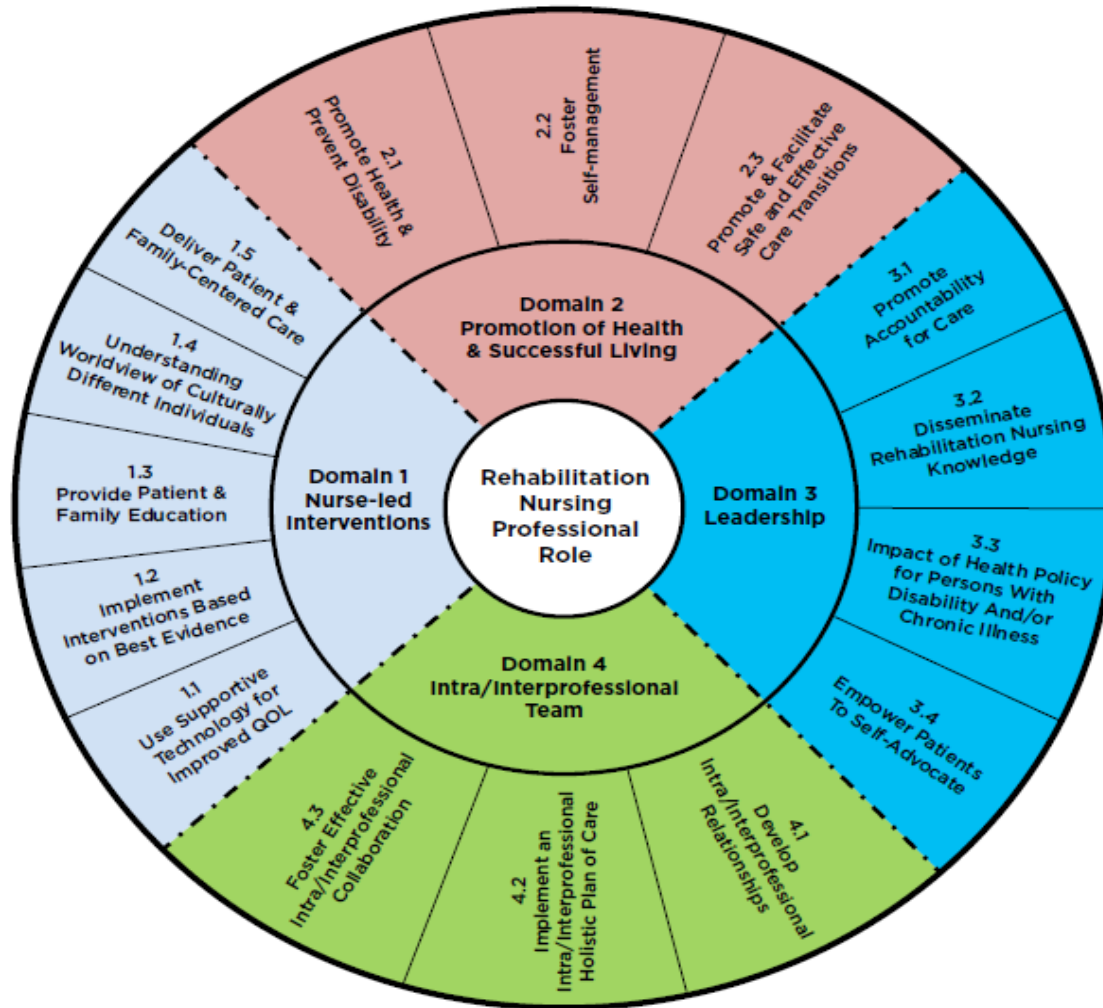 Rehabilitation
Nursing
Professional
Role
Domain 1
Nurse-led
Interventions
1.1
Use Supportive
Technology for
Improved QOL
1.2
Implement
Interventions Based
on Best Evidence
1.3
Provide Patient &
Family Education
1.4
Understanding
Worldview of Culturally
Different Individuals
1.5
Deliver Patient &
Family-Centered Care
Domain 2
Promotion of Health
& Successful Living
2.1
Promote Health &
Prevent Disability
2.2
Foster
Self-management
2.3
Promote & Facilitate
Safe and Effective
Care Transitions
Domain 3
Leadership
3.1
Promote
Accountability
for Care
3.2
Disseminate
Rehabilitation Nursing
Knowledge
3.3
Impact of Health Policy
for Persons With
Disability And/or
Chronic Illness
3.4
Empower Patients
To Self-Advocate
Domain 4
Intra/Interprofessional
Team
4.1
Develop
Intra/Interprofessional
Relationships
4.2
Implement an
Intra/Interprofessional
Holistic Plan of Care
4.3
Foster Effective
Intra/Interprofessional
Collaboration